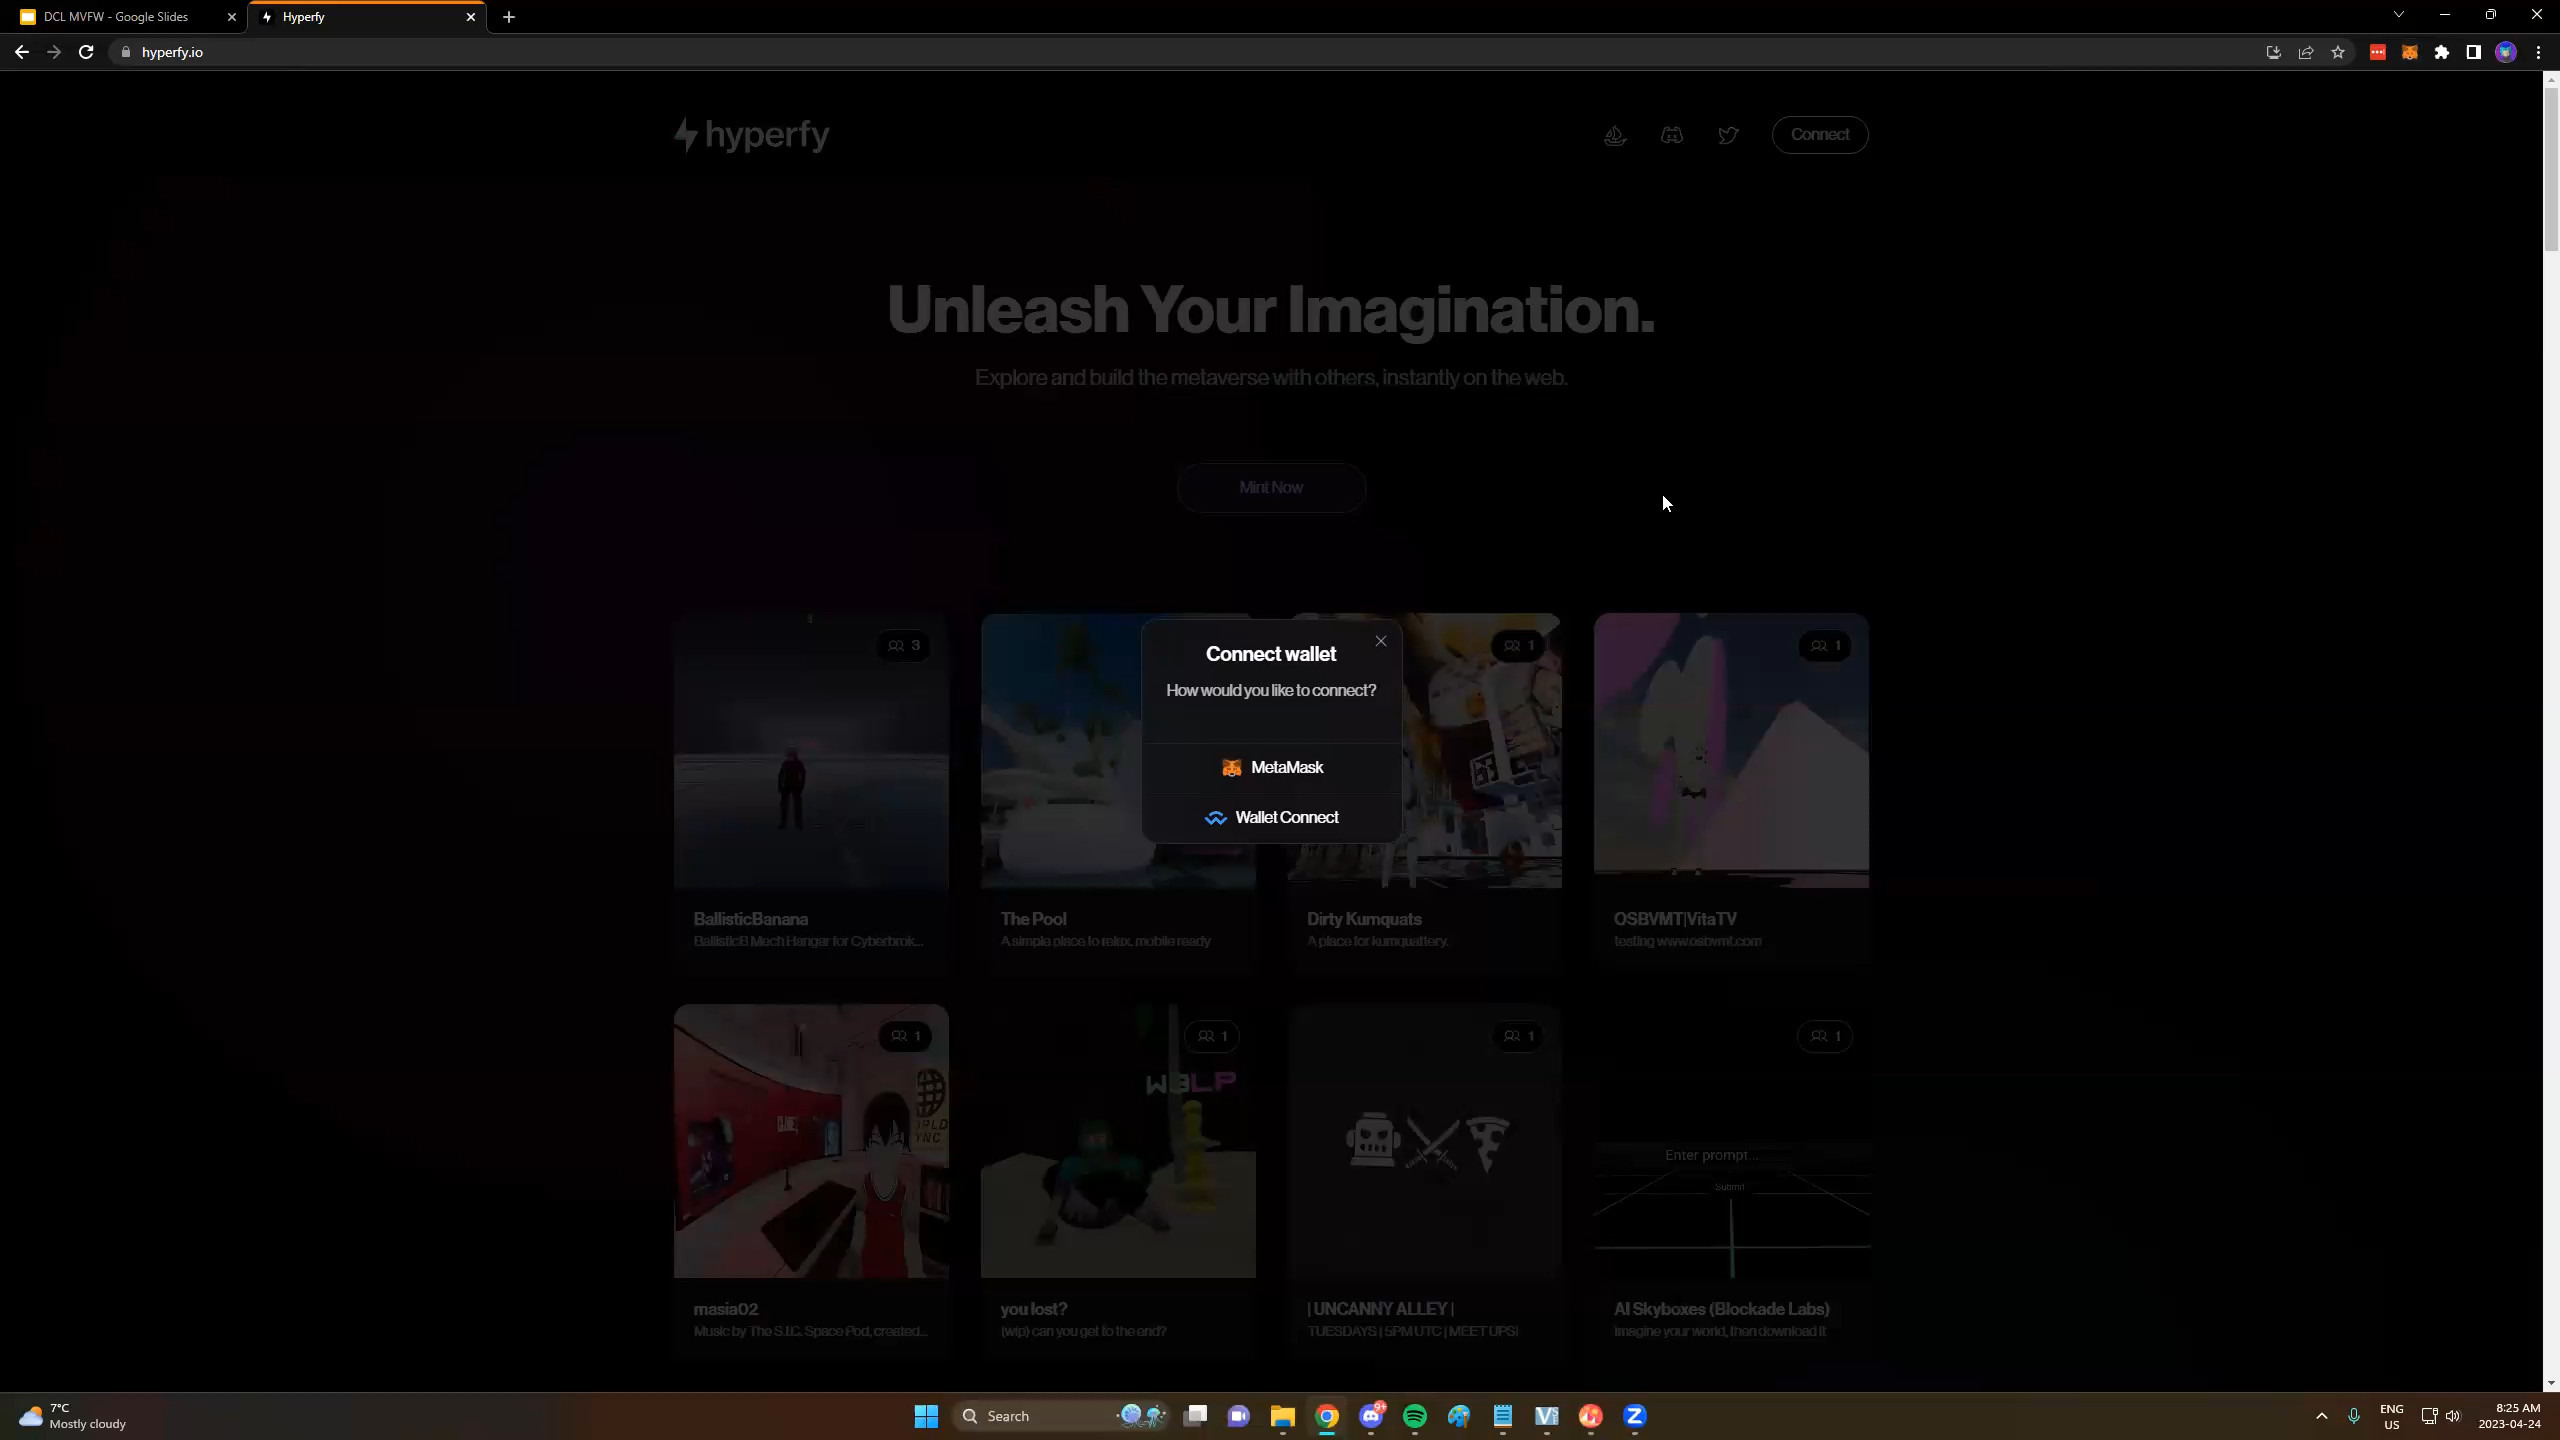 DCL MVFW - Google Slides
Hyperfy
hyperfy.io
hyperfy
Connect
Unleash Your Imagination.
Explore and build the metaverse with others, instantly on the web.
Mint Now
3
1
1
Connect wallet
How would you like to connect?
MetaMask
Wallet Connect
BallisticBanana
BallisticB Mech Hangar for Cyberbrok...
The Pool
A simple place to relax, mobile ready
Dirty Kumquats
A place for kumquattery.
OSBVMT|VitaTV
testing www.osbvmt.com
1
1
1
1
W3LP
Enter prompt...
Submit
masia02
Music by The S.I.C. Space Pod, created...
you lost?
(wip) can you get to the end?
| UNCANNY ALLEY |
TUESDAYS | 5PM UTC | MEET UPS!
AI Skyboxes (Blockade Labs)
Imagine your world, then download it
7°C
Mostly cloudy
Search
9+
ENG
US
8:25 AM
2023-04-24